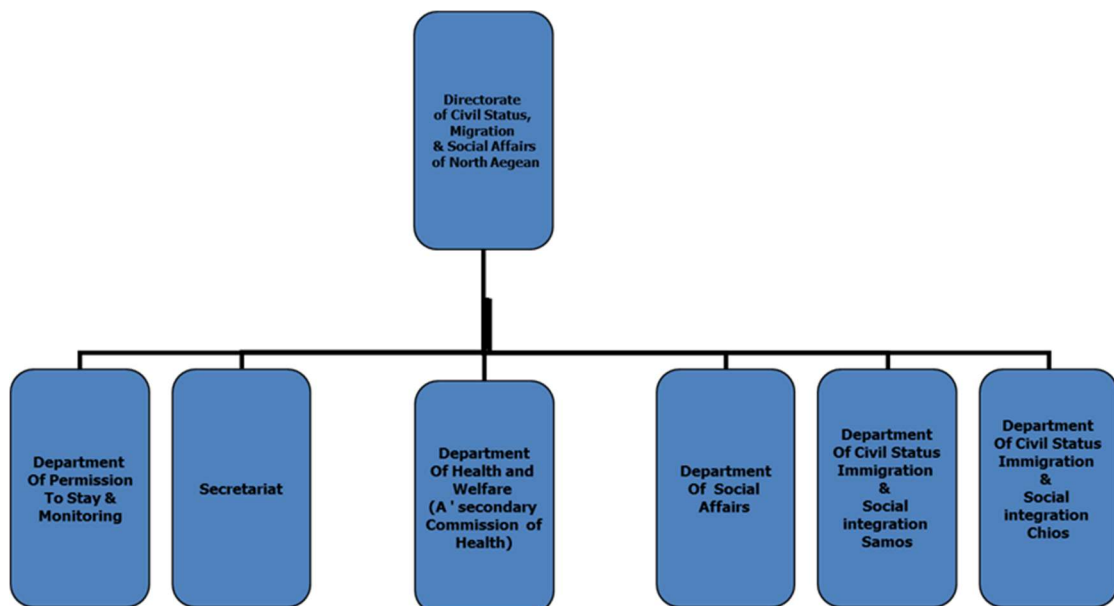 Directorate
of Civil Status,
Migration
& Social Affairs
of North Aegean
Department
Of Permission
To Stay &
Monitoring
Secretariat
Department
Of Health and
Welfare
(A ' secondary
Commission of
Health)
Department
Of Social
Affairs
Department
Of Civil Status
Immigration
&
Social
integration
Samos
Department
Of Civil Status
Immigration
&
Social
integration
Chios